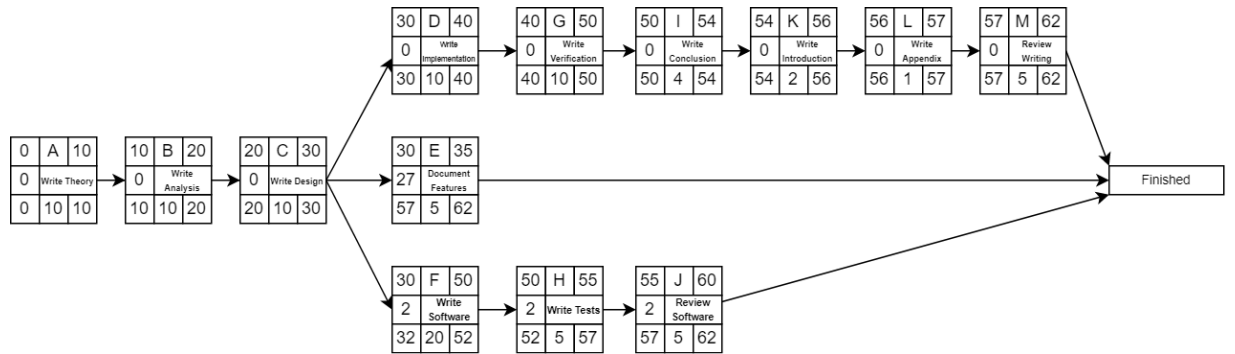 30 D 40
0 Write
Implementation
30 10 40
40 G 50
0 Write
Verification
40 10 50
50 I 54
0 Write
Conclusion
50 4 54
54 K 56
0 Write
Introduction
54 2 56
56 L 57
0 Write
Appendix
56 1 57
57 M 62
0 Review
Writing
57 5 62
0 A 10
0 Write Theory
0 10 10
10 B 20
0 Write
Analysis
10 10 20
20 C 30
0 Write Design
20 10 30
30 E 35
27 Document
Features
57 5 62
Finished
30 F 50
2 Write
Software
32 20 52
50 H 55
2 Write Tests
52 5 57
55 J 60
2 Review
Software
57 5 62